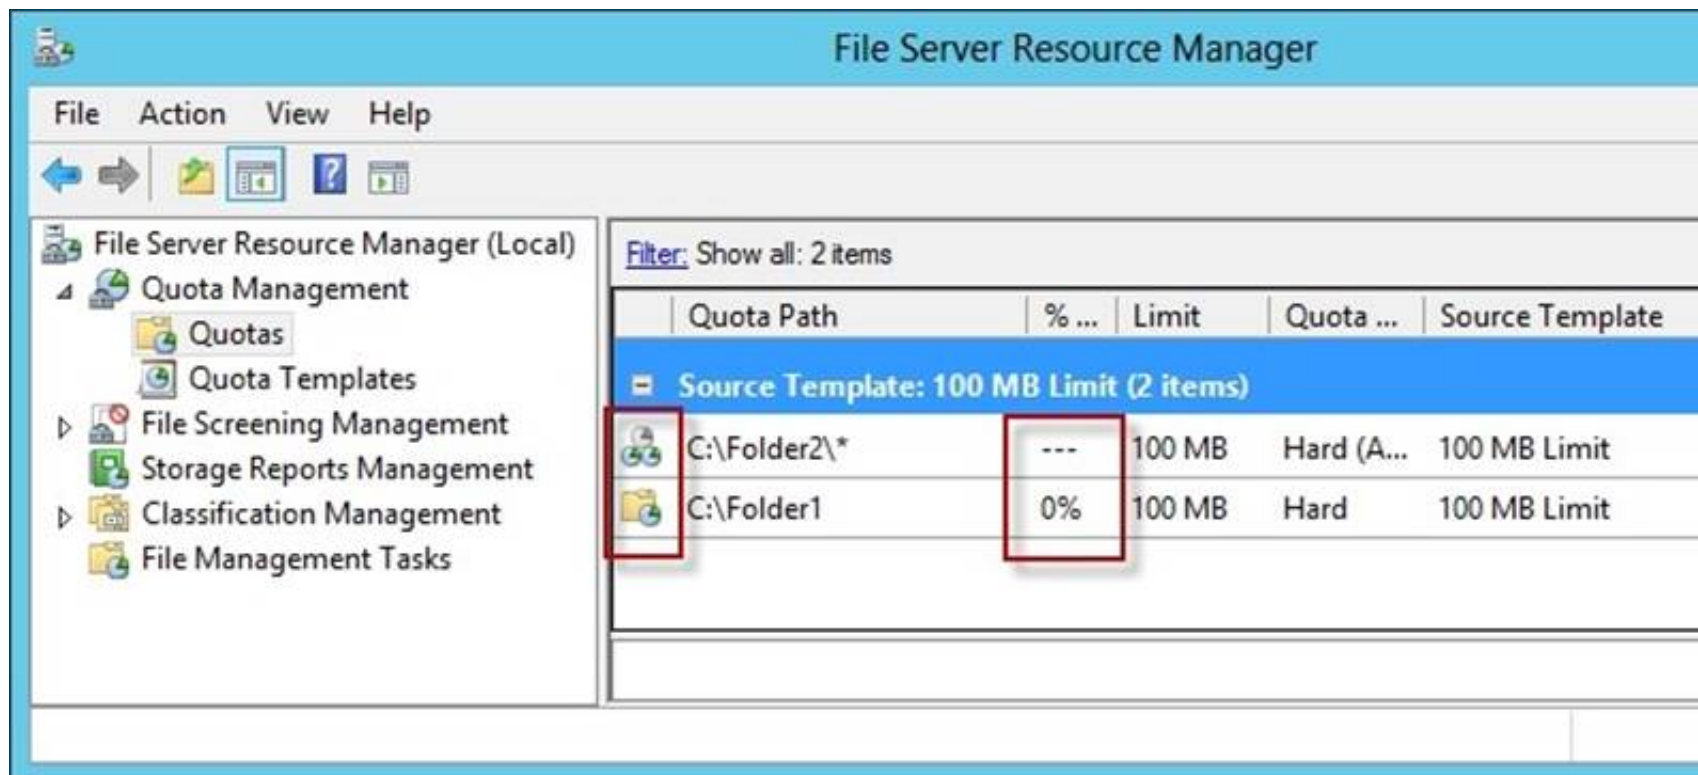 File Server Resource Manager
File Action View Help
File Server Resource Manager (Local)
Quota Management
Quotas
Quota Templates
File Screening Management
Storage Reports Management
Classification Management
File Management Tasks
Filter: Show all: 2 items
Quota Path % ... Limit Quota ... Source Template
Source Template: 100 MB Limit (2 items)
C:\Folder2\* --- 100 MB Hard (A... 100 MB Limit
C:\Folder1 0% 100 MB Hard 100 MB Limit